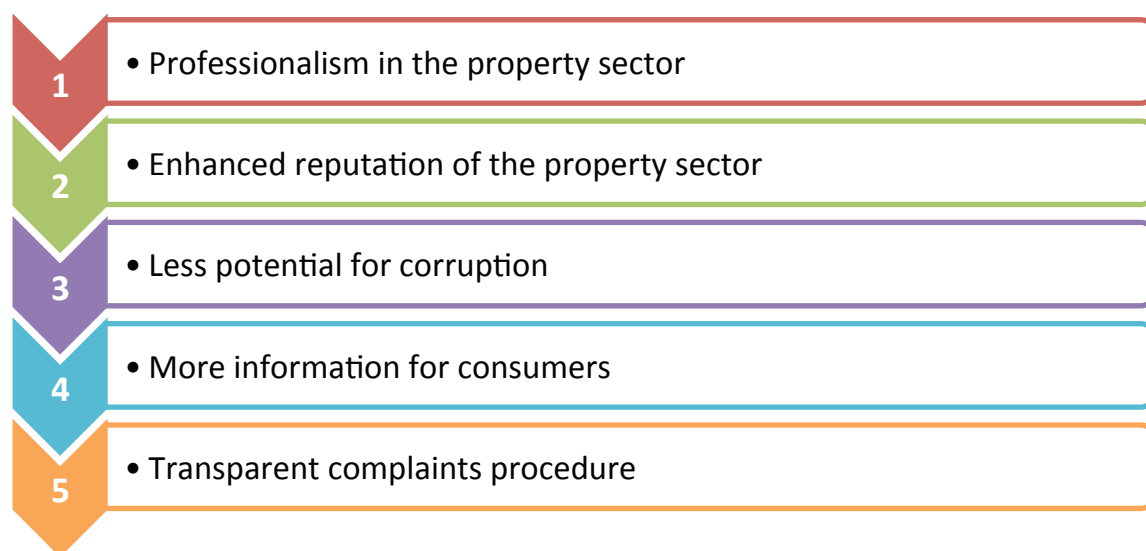 1
• Professionalism in the property sector
2
• Enhanced reputation of the property sector
3
• Less potential for corruption
4
• More information for consumers
5
• Transparent complaints procedure